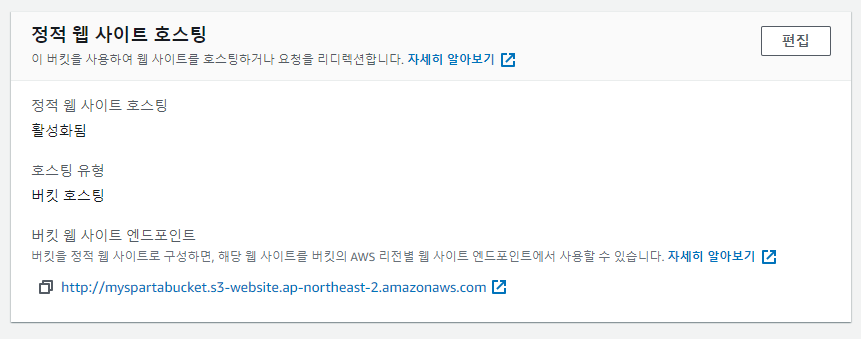 정적 웹 사이트 호스팅
편집
이 버킷을 사용하여 웹 사이트를 호스팅하거나 요청을 리디렉션합니다. 자세히 알아보기
정적 웹 사이트 호스팅
활성화됨
호스팅 유형
버킷 호스팅
버킷 웹 사이트 엔드포인트
버킷을 정적 웹 사이트로 구성하면, 해당 웹 사이트를 버킷의 AWS 리전별 웹 사이트 엔드포인트에서 사용할 수 있습니다. 자세히 알아보기
http://myspartabucket.s3-website.ap-northeast-2.amazonaws.com